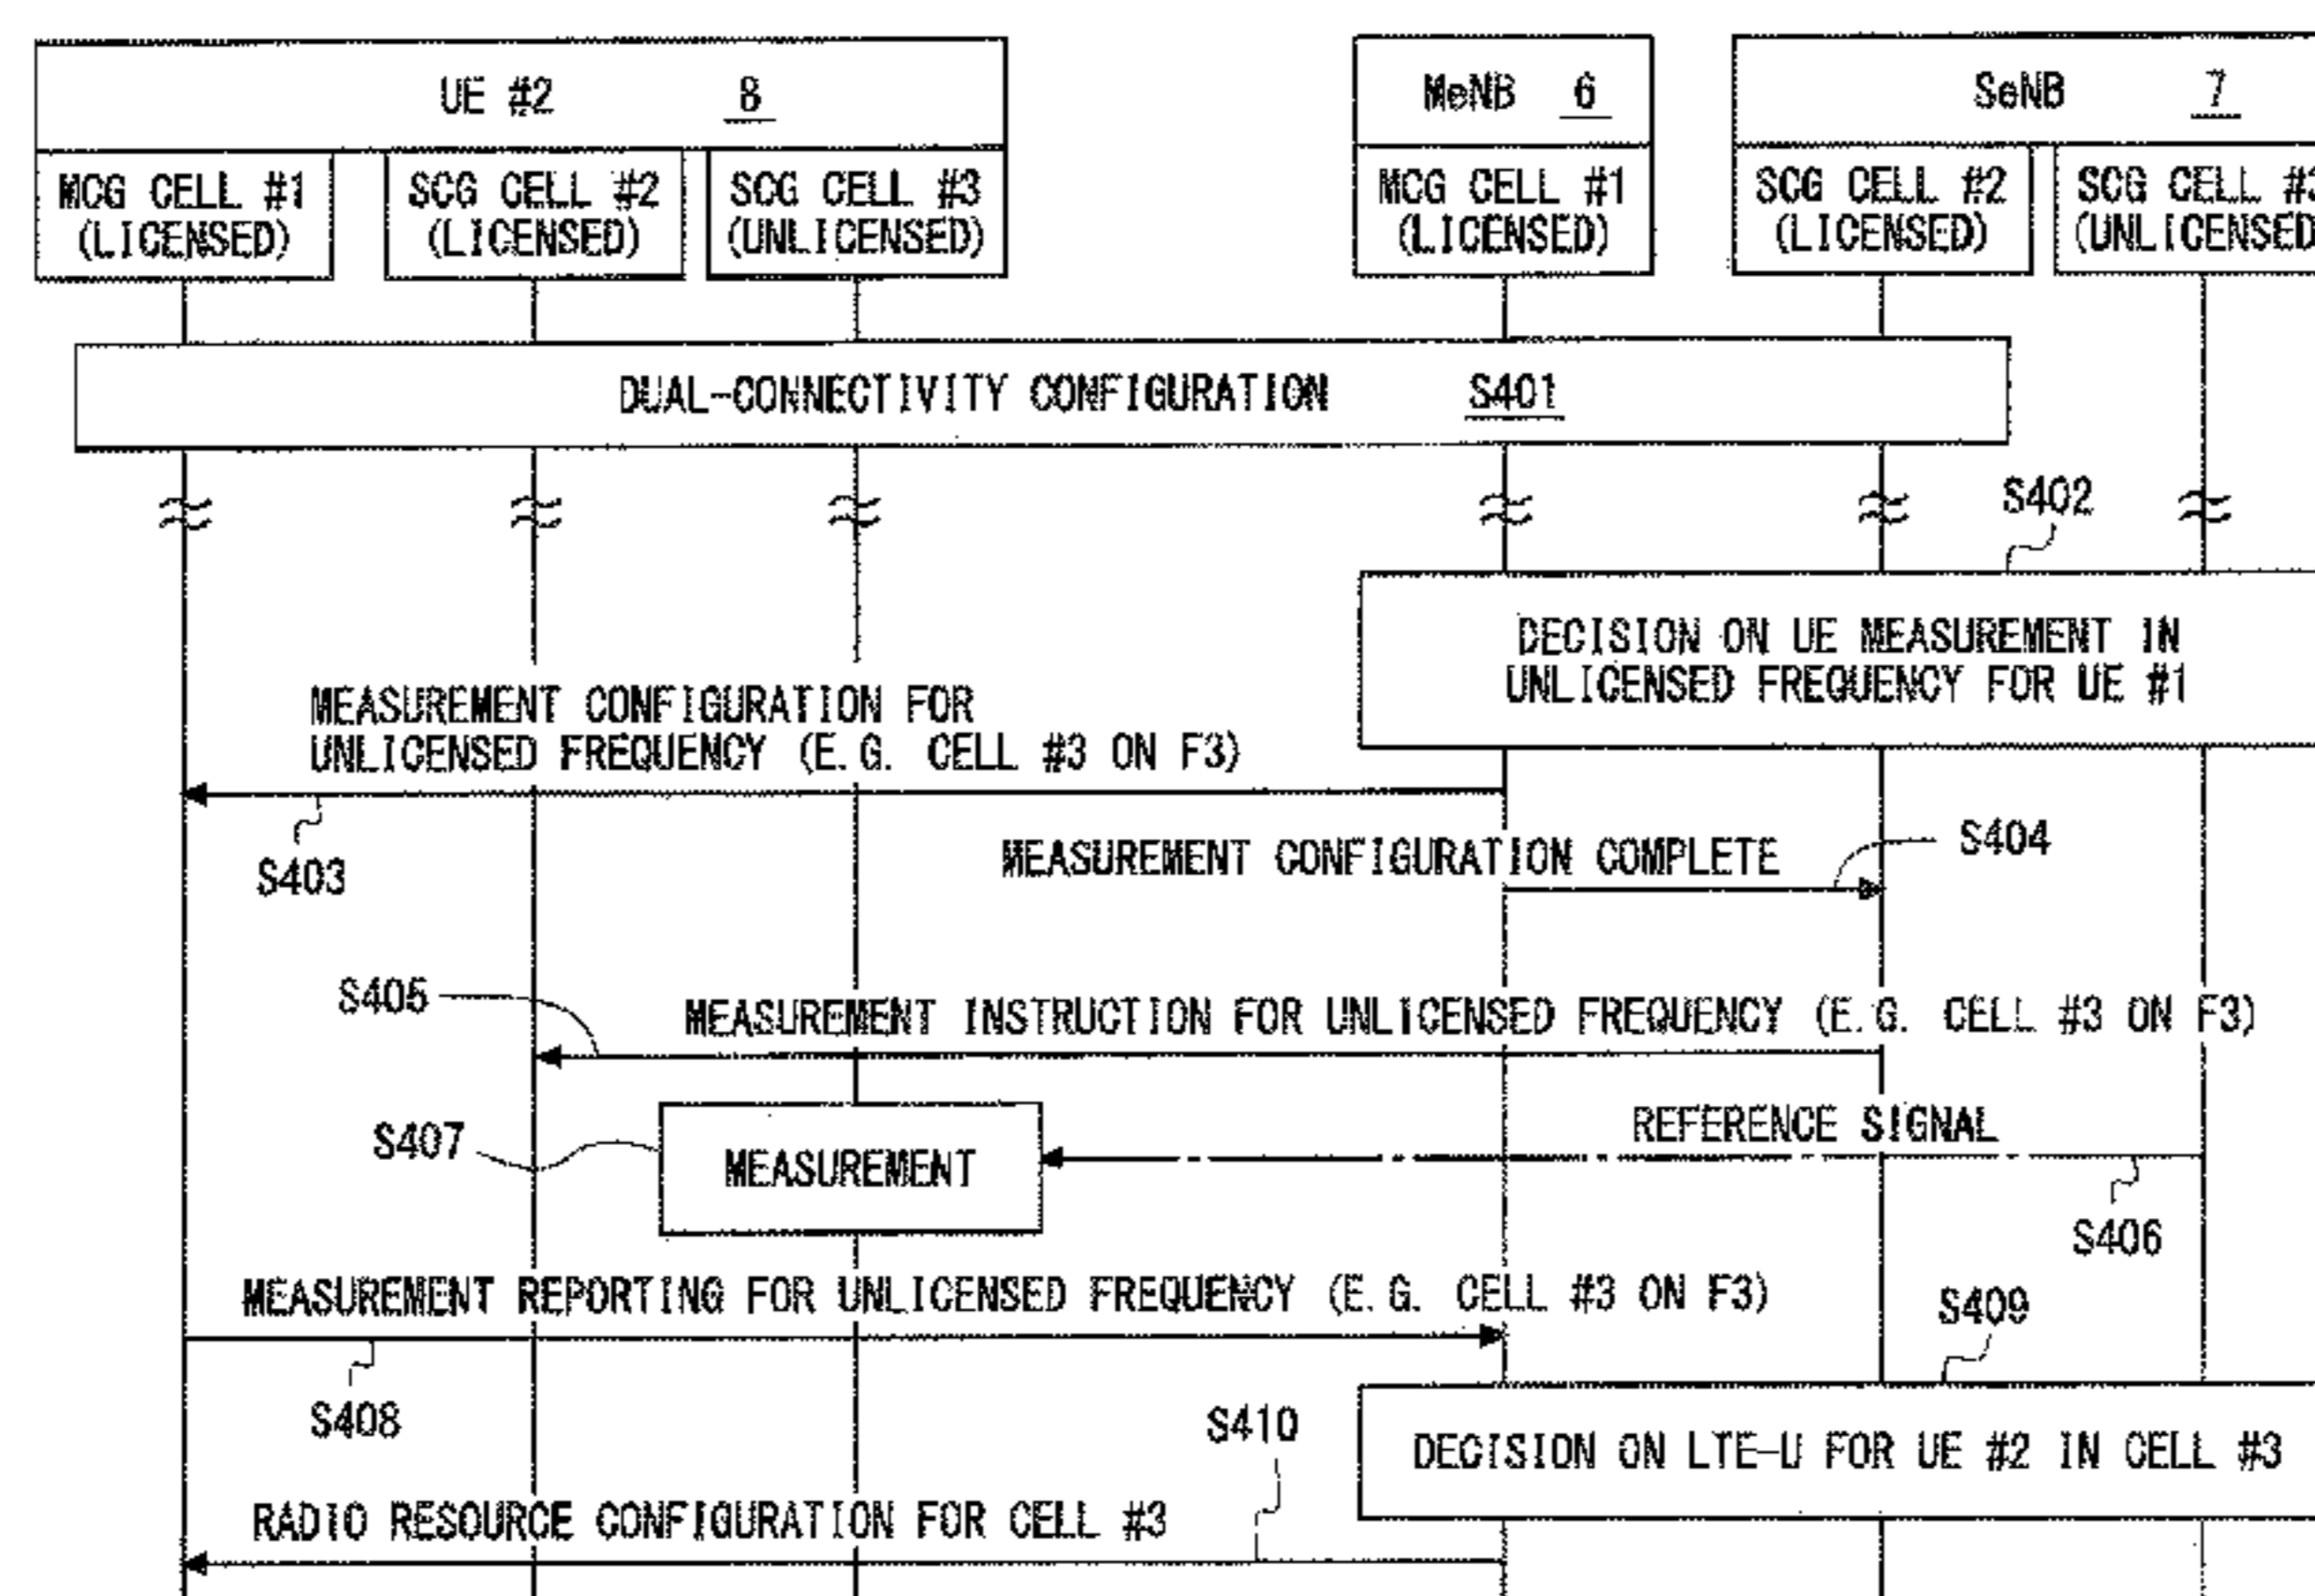 UE #2 8
MeNB 6
SeNB 7
MCG CELL #1
(LICENSED)
SCG CELL #2
(LICENSED)
SCG CELL #3
(UNLICENSED)
MCG CELL #1
(LICENSED)
SCG CELL #2
(LICENSED)
SCG CELL #3
(UNLICENSED
DUAL-CONNECTIVITY CONFIGURATION S401
S402
DECISION ON UE MEASUREMENT IN
UNLICENSED FREQUENCY FOR UE #1
MEASUREMENT CONFIGURATION FOR
UNLICENSED FREQUENCY (E.G. CELL #3 ON F3)
S403
MEASUREMENT CONFIGURATION COMPLETE
S404
S405
MEASUREMENT INSTRUCTION FOR UNLICENSED FREQUENCY (E.G. CELL #3 ON F3)
REFERENCE SIGNAL
S407
MEASUREMENT
S406
MEASUREMENT REPORTING FOR UNLICENSED FREQUENCY (E.G. CELL #3 ON F3)
S409
S408
S410
DECISION ON LTE-U FOR UE #2 IN CELL #3
RADIO RESOURCE CONFIGURATION FOR CELL #3